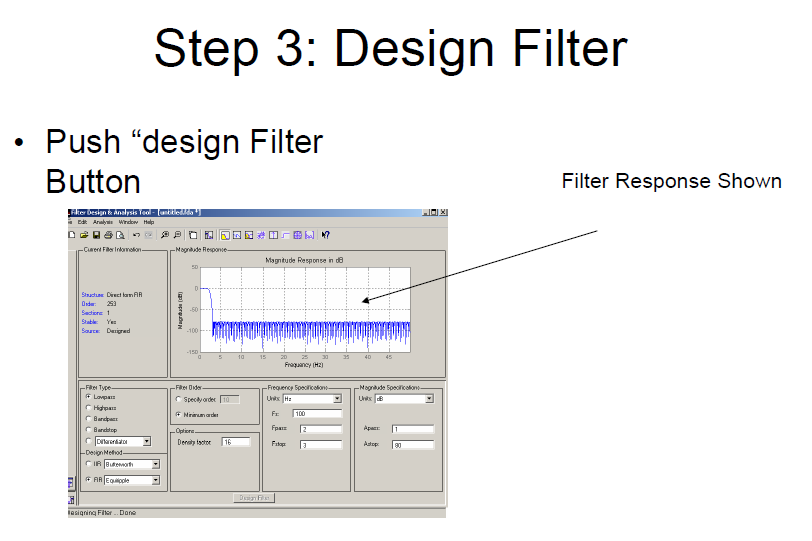 Step 3: Design Filter
• Push “design Filter
Button
Filter Response Shown
Filter Design & Analysis Tool - [untitled.fda *]
Edit Analysis Window Help
Current Filter Information
Structure: Direct form FIR
Order: 253
Sections: 1
Stable: Yes
Source: Designed
Magnitude Response
Magnitude Response in dB
50
0
-50
-100
-150
Magnitude (dB)
0 5 10 15 20 25 30 35 40 45
Frequency (Hz)
Filter Type
Lowpass
Highpass
Bandpass
Bandstop
Differentiator
Design Method
IIR Butterworth
FIR Equiripple
Filter Order
Specify order: 10
Minimum order
Options
Density factor: 16
Frequency Specifications
Units: Hz
Fs: 100
Fpass: 2
Fstop: 3
Magnitude Specifications
Units: dB
Apass: 1
Astop: 80
Design Filter
esigning Filter ... Done